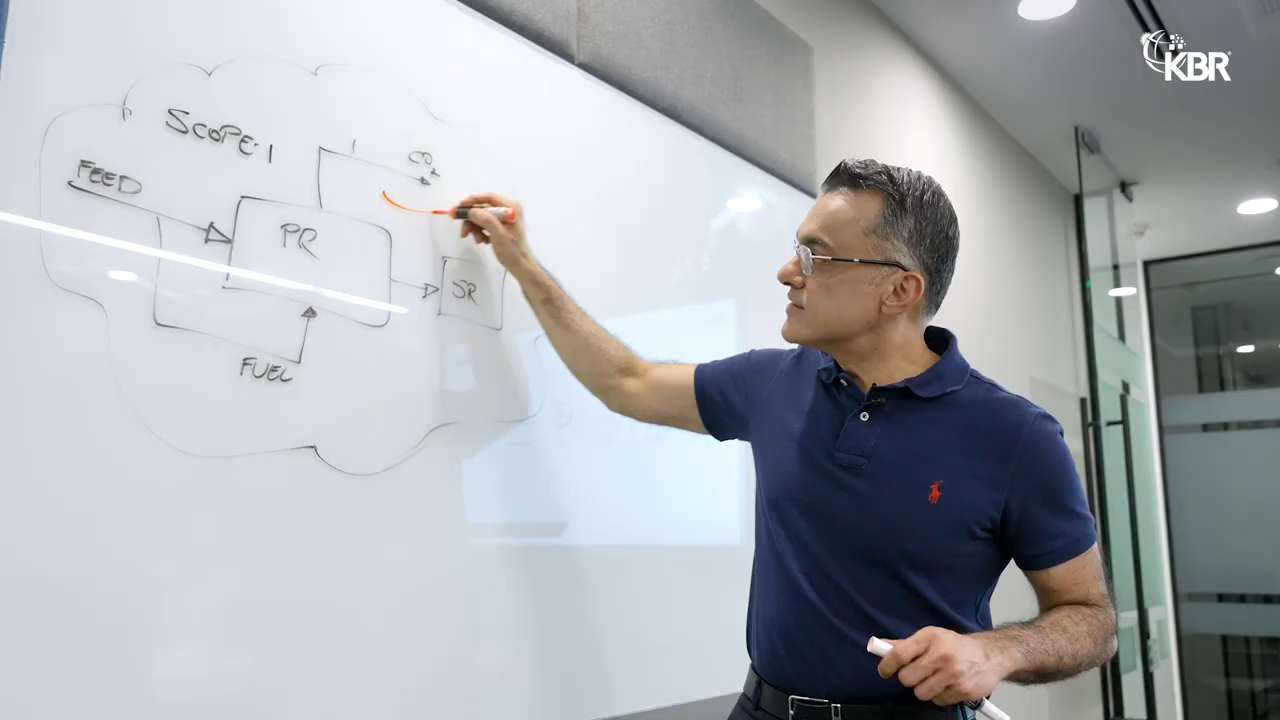 KBR
SCOPE:1
CO₂
FEED
PR
SR
FUEL